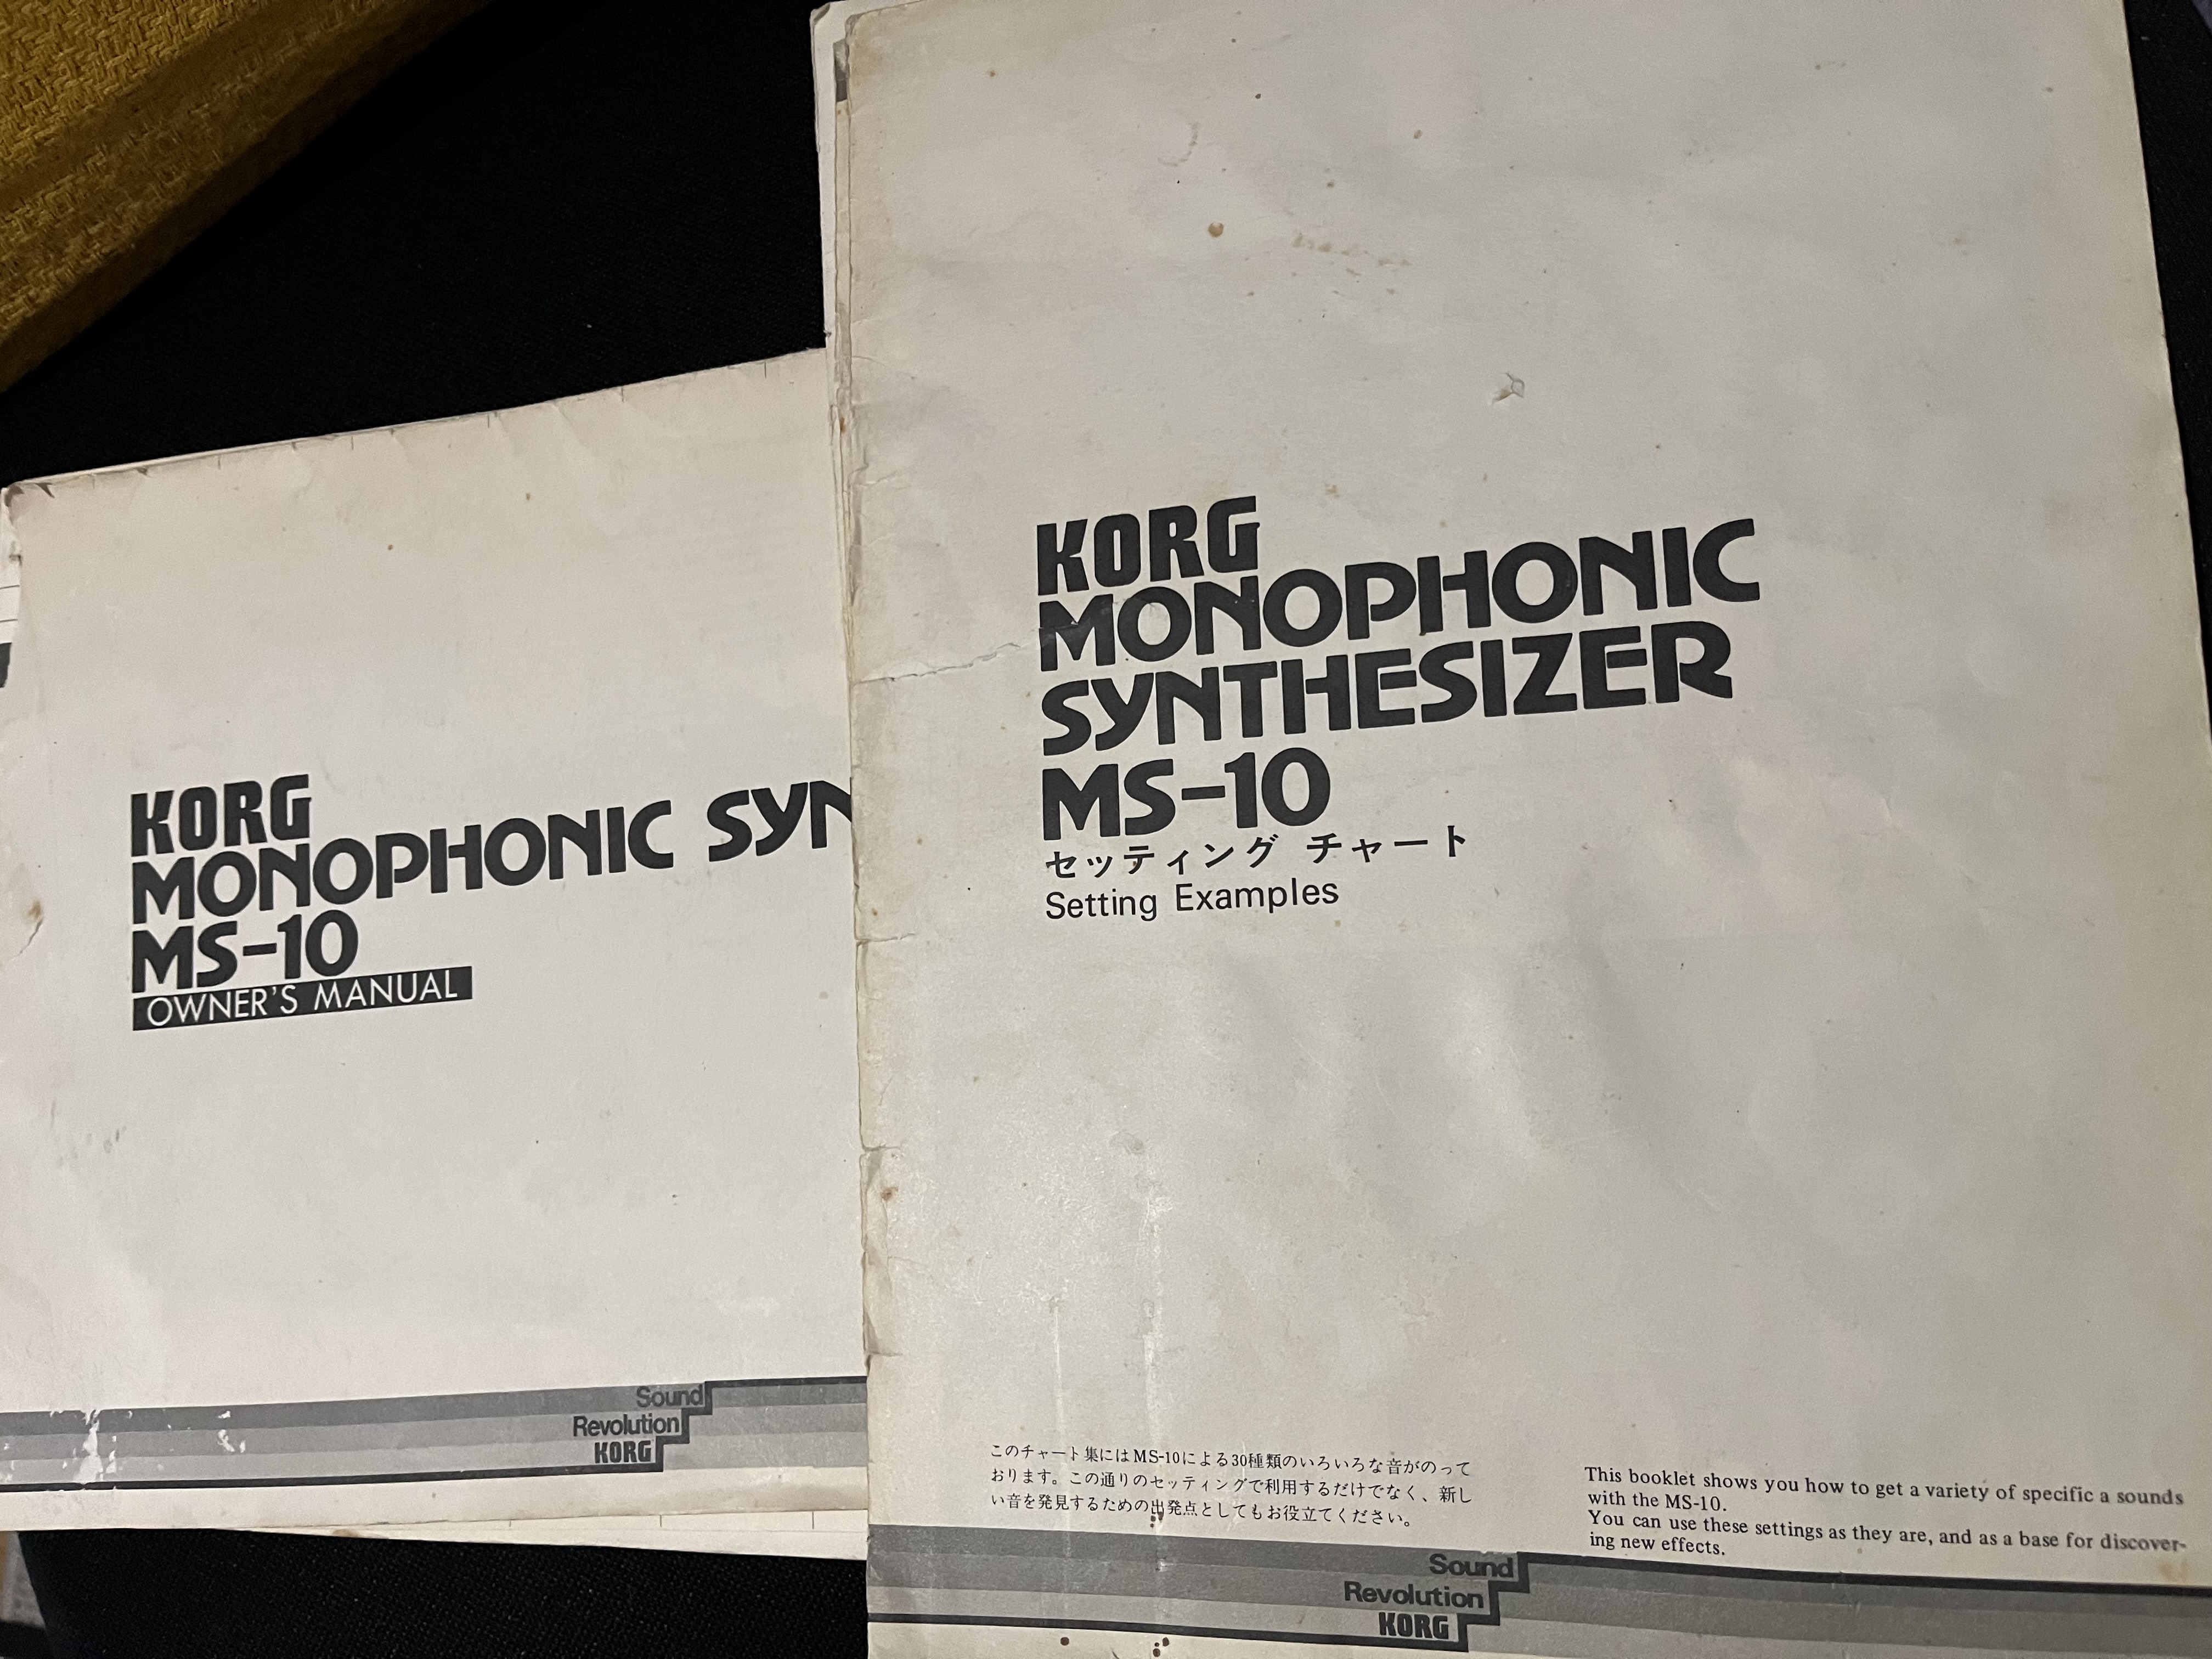 KORG
MONOPHONIC SYN
MS-10
OWNER'S MANUAL
Sound
Revolution
KORG
KORG
MONOPHONIC
SYNTHESIZER
MS-10
セッティング チャート
Setting Examples
このチャート集にはMS-10による30種類のいろいろな音がのって
おります。この通りのセッティングで利用するだけでなく、新し
い音を発見するための出発点としてもお役立てください。
This booklet shows you how to get a variety of specific a sounds
with the MS-10.
You can use these settings as they are, and as a base for discover-
ing new effects.
Sound
Revolution
KORG